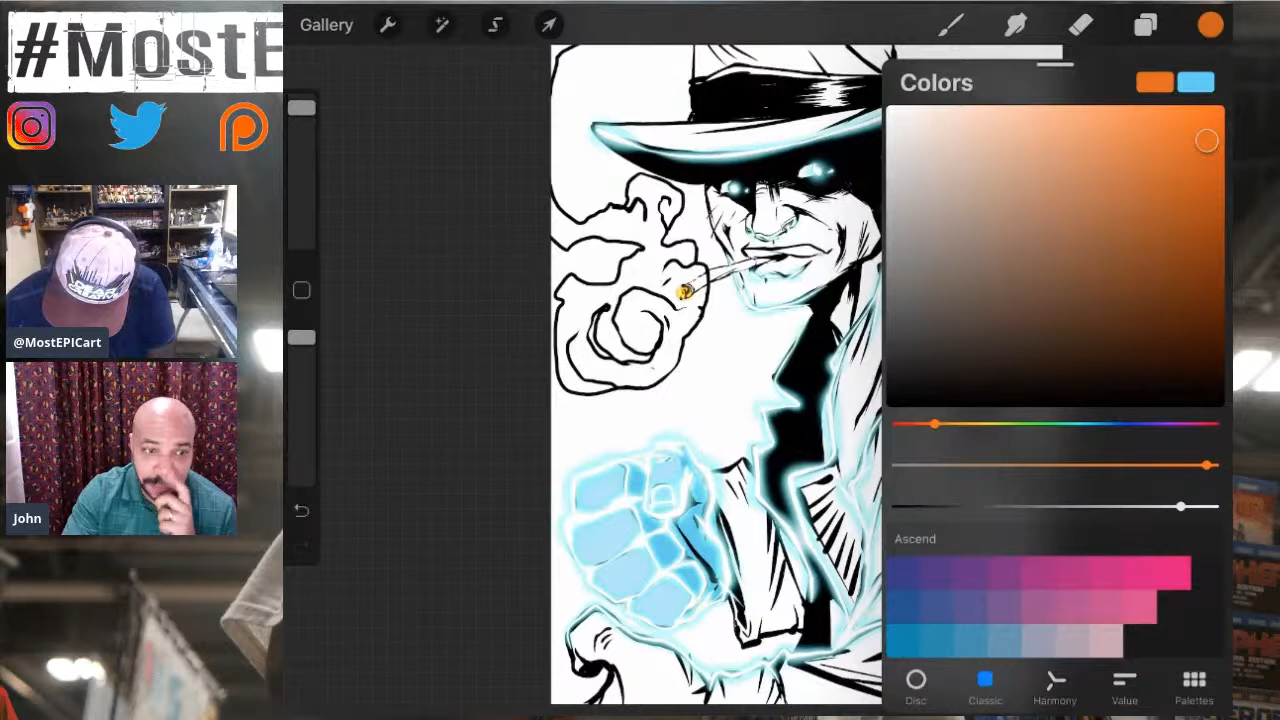 #MostE
Gallery
Colors
@MostEPICart
John
Ascend
Disc
Classic
Harmony
Value
Palettes